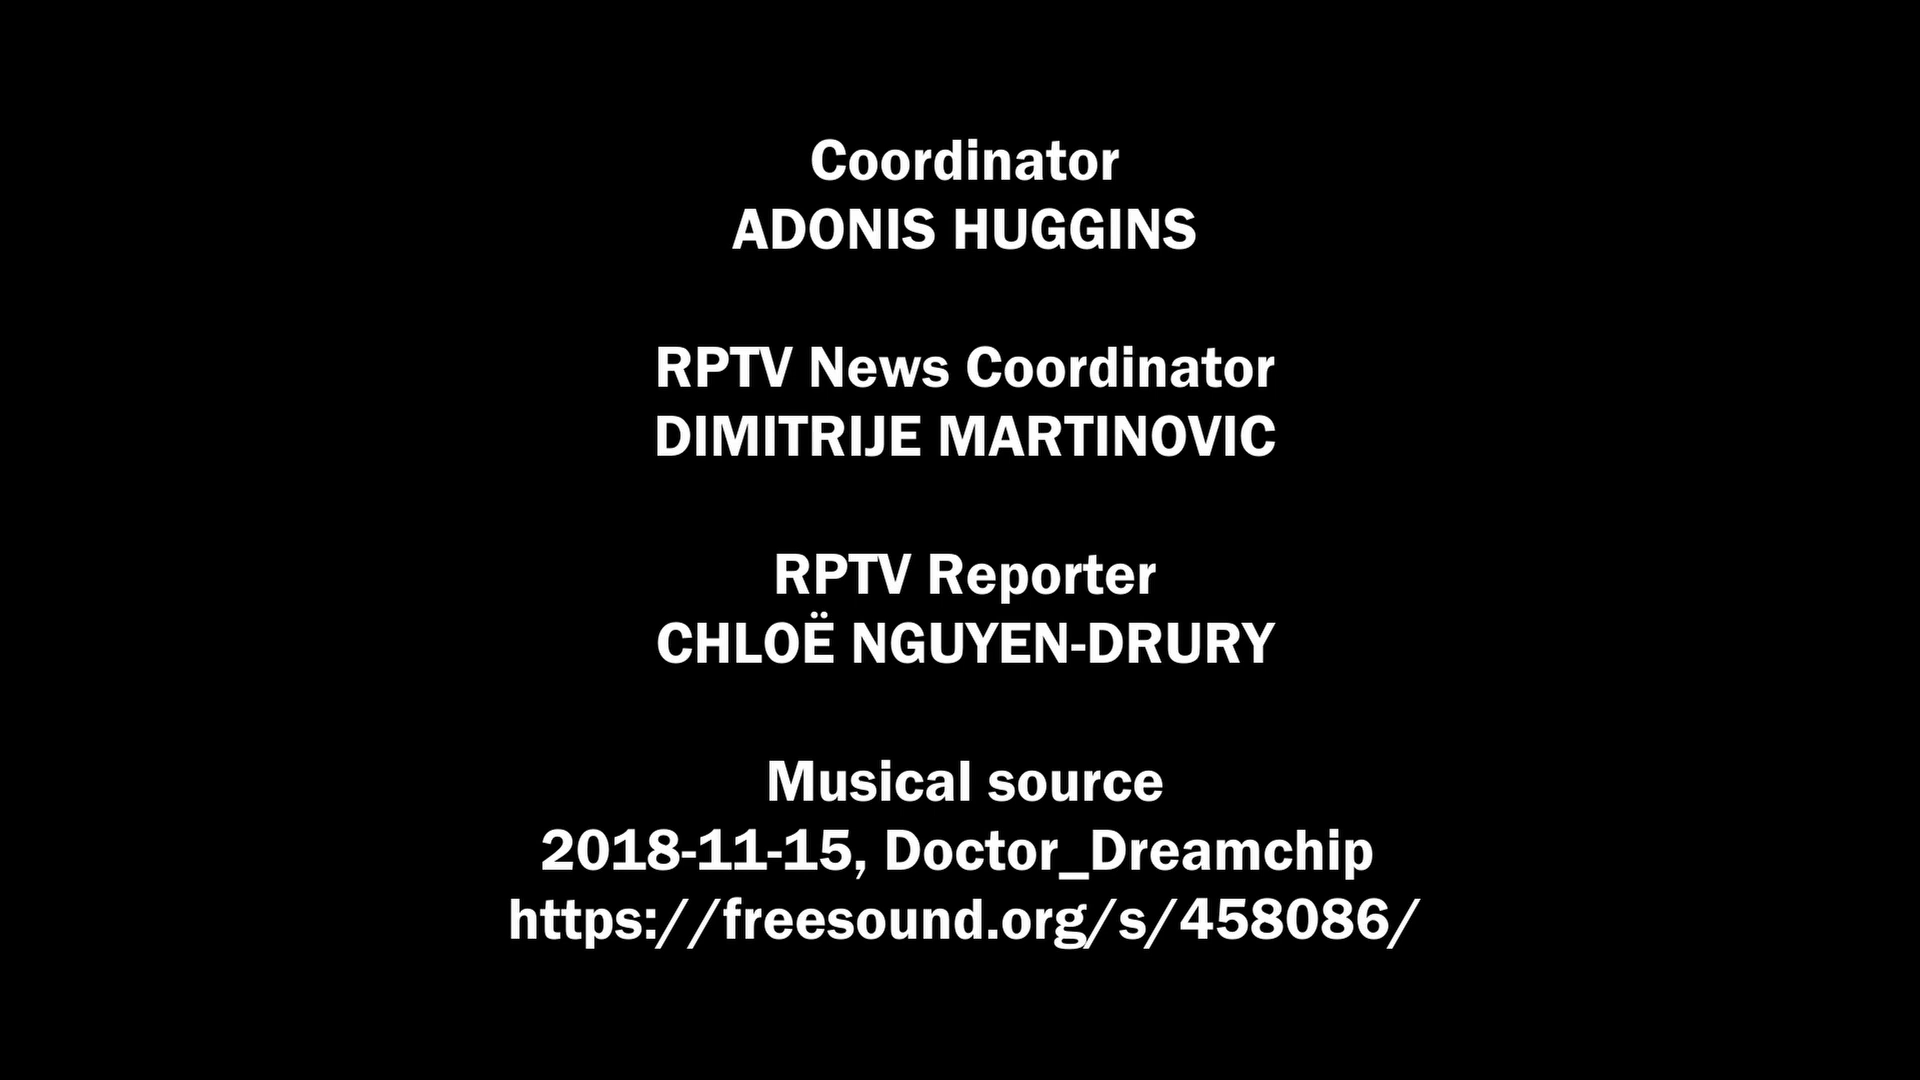 Coordinator
ADONIS HUGGINS
RPTV News Coordinator
DIMITRIJE MARTINOVIC
RPTV Reporter
CHLOË NGUYEN-DRURY
Musical source
2018-11-15, Doctor_Dreamchip
https://freesound.org/s/458086/